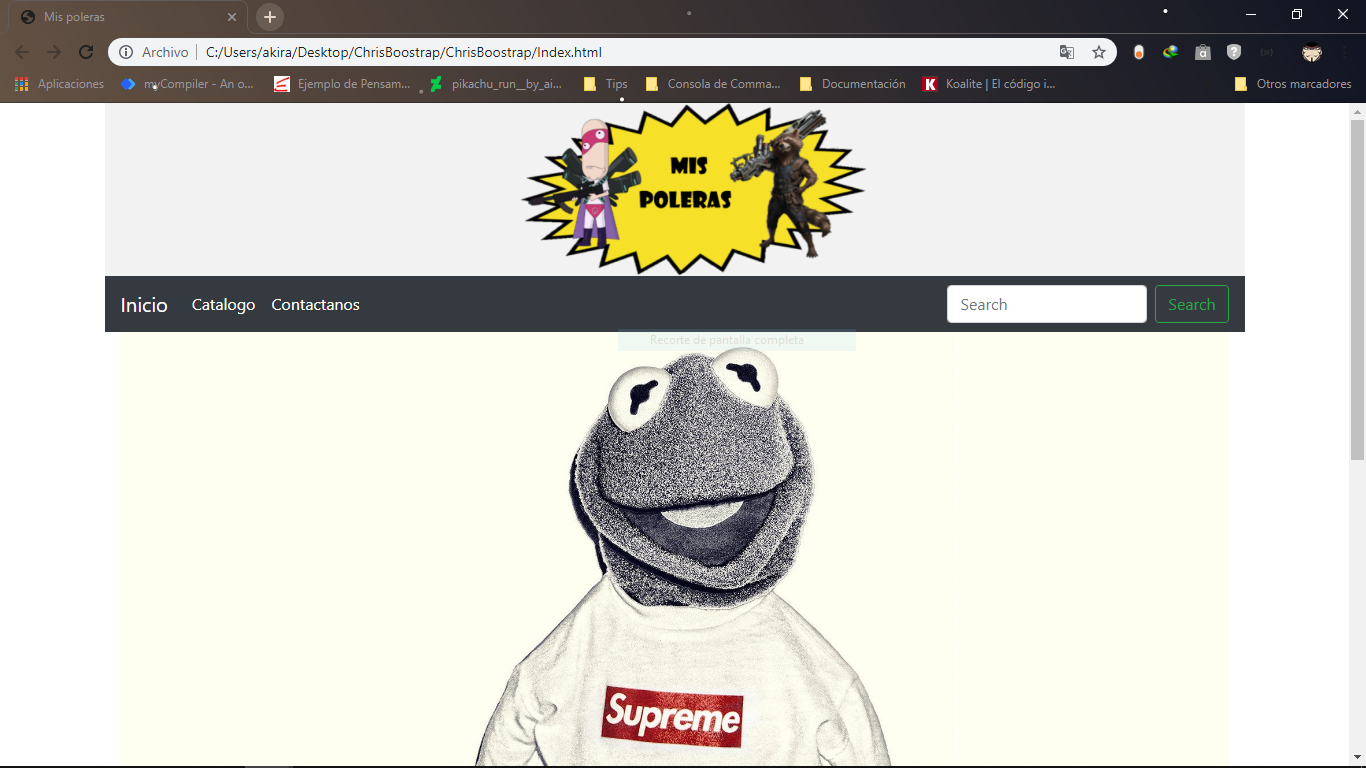 Mis poleras
Archivo
C:/Users/akira/Desktop/ChrisBoostrap/ChrisBoostrap/Index.html
Aplicaciones
myCompiler - An o...
Ejemplo de Pensam...
pikachu_run__by_ai...
Tips
Consola de Comma...
Documentación
Koalite | El código i...
Otros marcadores
MIS
POLERAS
Inicio
Catalogo
Contactanos
Search
Search
Recorte de pantalla completa
Supreme